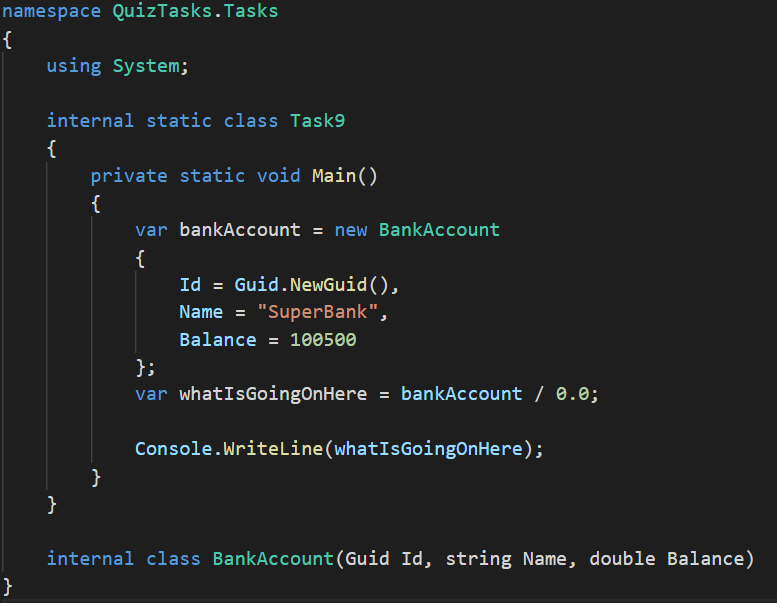 namespace QuizTasks.Tasks
{
    using System;

    internal static class Task9
    {
        private static void Main()
        {
            var bankAccount = new BankAccount
            {
                Id = Guid.NewGuid(),
                Name = "SuperBank",
                Balance = 100500
            };
            var whatIsGoingOnHere = bankAccount / 0.0;

            Console.WriteLine(whatIsGoingOnHere);
        }
    }

    internal class BankAccount(Guid Id, string Name, double Balance)
}